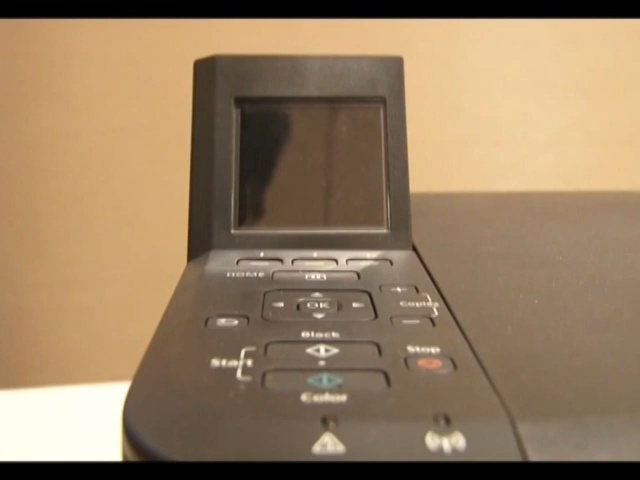 HOME
OK
+
Copies
-
Black
Start
Stop
Color